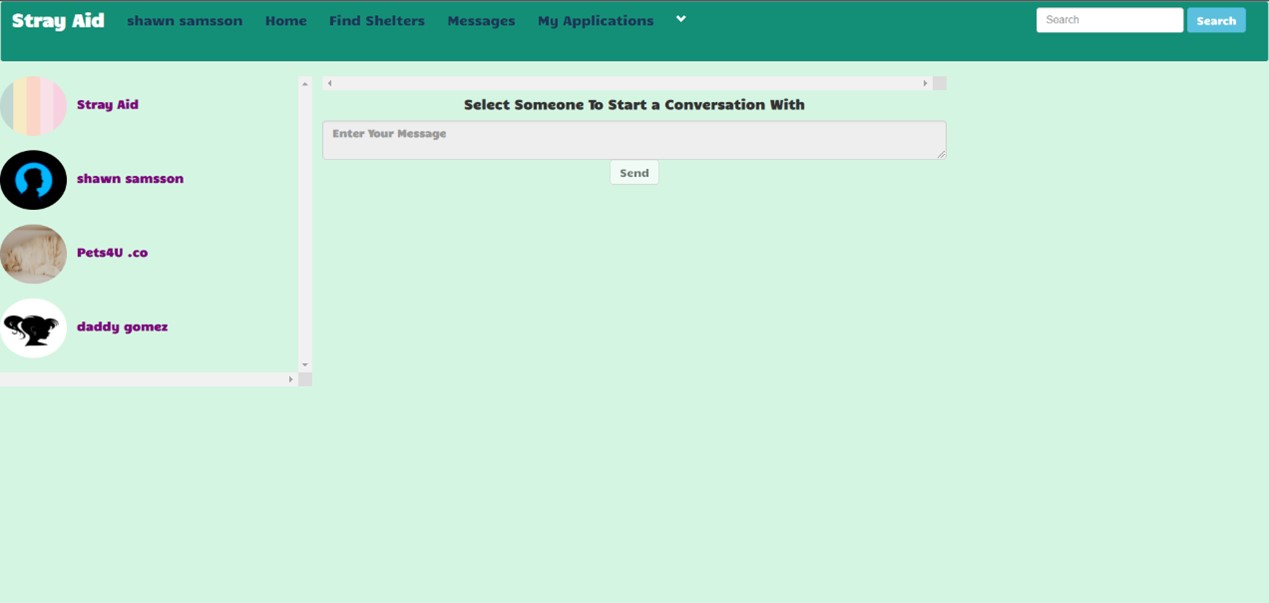 Stray Aid shawn samsson Home Find Shelters Messages My Applications Search Search
Stray Aid
shawn samsson
Pets4U .co
daddy gomez
Select Someone To Start a Conversation With
Enter Your Message
Send